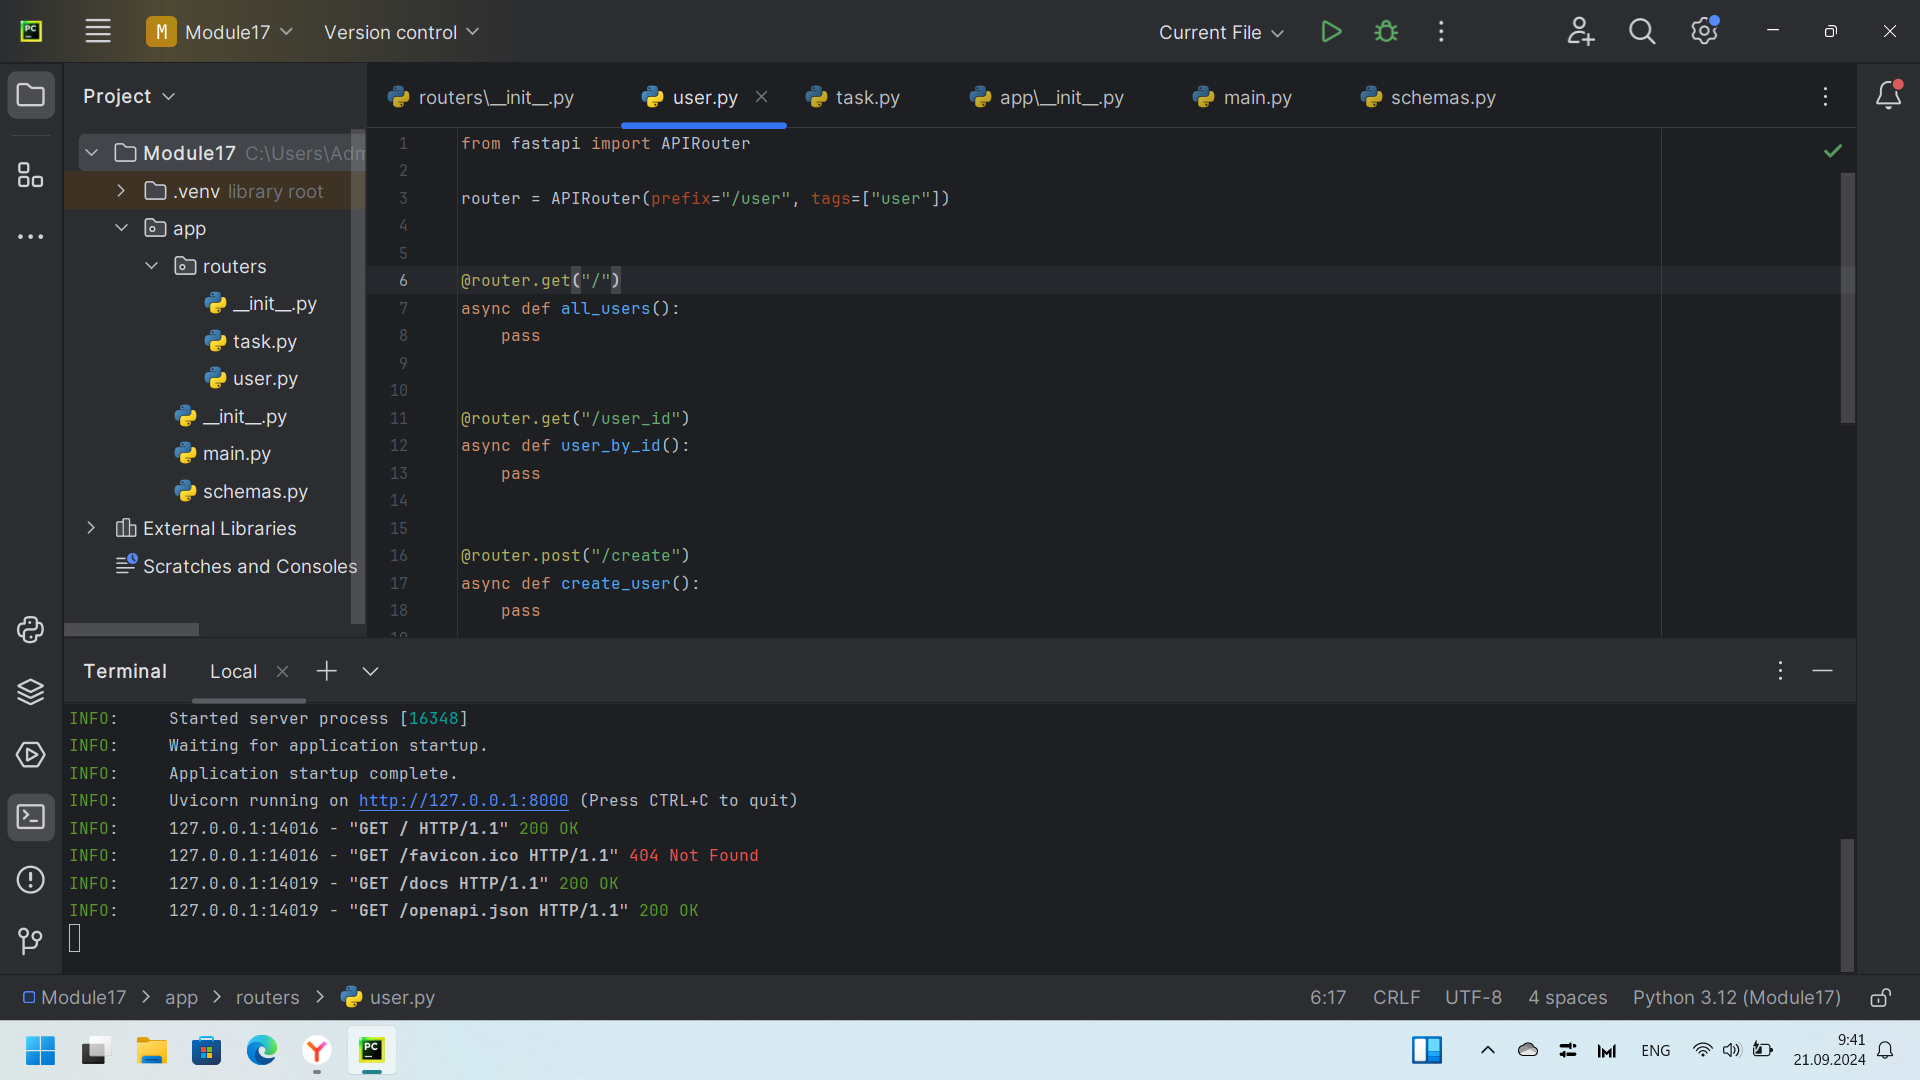 PC
M Module17 Version control
Current File
Project
Module17 C:\Users\Adm
.venv library root
app
routers
__init__.py
task.py
user.py
__init__.py
main.py
schemas.py
External Libraries
Scratches and Consoles
routers\__init__.py user.py task.py app\__init__.py main.py schemas.py
1 from fastapi import APIRouter
2
3 router = APIRouter(prefix="/user", tags=["user"])
4
5
6 @router.get("/")
7 async def all_users():
8 pass
9
10
11 @router.get("/user_id")
12 async def user_by_id():
13 pass
14
15
16 @router.post("/create")
17 async def create_user():
18 pass
19
Terminal Local
INFO: Started server process [16348]
INFO: Waiting for application startup.
INFO: Application startup complete.
INFO: Uvicorn running on http://127.0.0.1:8000 (Press CTRL+C to quit)
INFO: 127.0.0.1:14016 - "GET / HTTP/1.1" 200 OK
INFO: 127.0.0.1:14016 - "GET /favicon.ico HTTP/1.1" 404 Not Found
INFO: 127.0.0.1:14019 - "GET /docs HTTP/1.1" 200 OK
INFO: 127.0.0.1:14019 - "GET /openapi.json HTTP/1.1" 200 OK
Module17 > app > routers > user.py
6:17 CRLF UTF-8 4 spaces Python 3.12 (Module17)
PC
ENG
9:41
21.09.2024